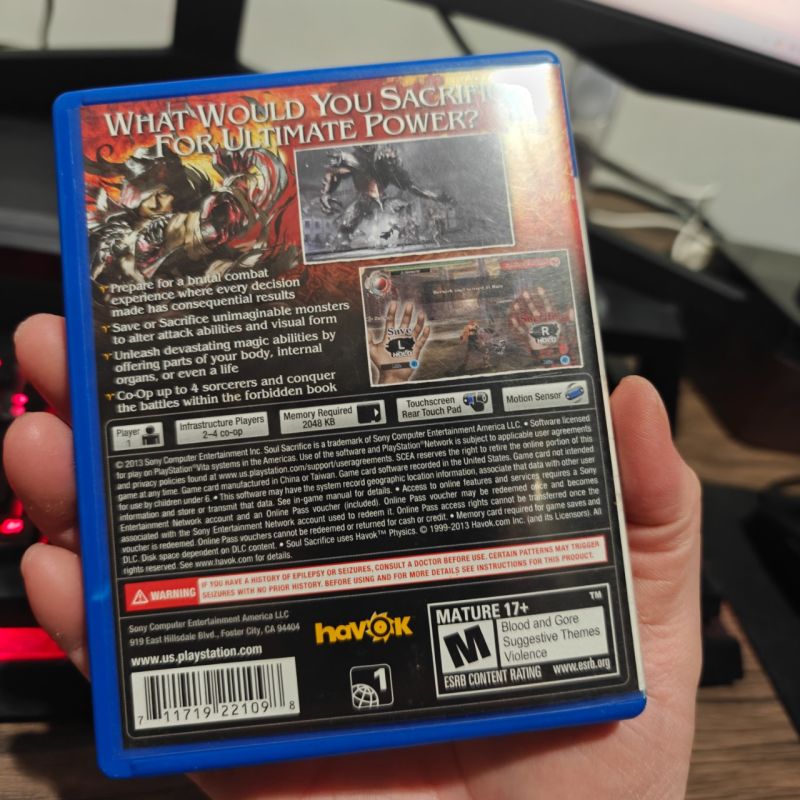 WHAT WOULD YOU SACRIFI
FOR ULTIMATE POWER?
Prepare for a brutal combat
experience where every decision
made has consequential results
Save or Sacrifice unimaginable monsters
to alter attack abilities and visual form
Unleash devastating magic abilities by
offering parts of your body, internal
organs, or even a life
Co-Op up to 4 sorcerers and conquer
the battles within the forbidden book
Save
L
HOLD
Sacrifice
R
HOLD
Player
1
Infrastructure Players
2-4 co-op
Memory Required
2048 KB
Touchscreen
Rear Touch Pad
Motion Sensor
© 2013 Sony Computer Entertainment America LLC. Soul Sacrifice is a trademark of Sony Computer Entertainment America LLC. • Software licensed
for play on PlayStation®Vita systems in the Americas. Use of the software and PlayStation®Network is subject to applicable user agreements
and privacy policies found at www.us.playstation.com/support/useragreements. SCEA reserves the right to retire the online portion of this
game at any time. Game card manufactured in China or Taiwan. Game card software recorded in the United States. Game card not intended
for use by children under 6. • This software may have the system record geographic location information, associate that data with other user
information and store or transmit that data. See in-game manual for details. • Access to online features and services requires a Sony
Entertainment Network account and an Online Pass voucher (included). Online Pass voucher may be redeemed once and becomes
associated with the Sony Entertainment Network account used to redeem it. Online Pass access rights cannot be transferred once the
voucher is redeemed. Online Pass vouchers cannot be redeemed or returned for cash or credit. • Memory card required for game saves and
DLC. Disk space dependent on DLC content. • Soul Sacrifice uses Havok™ Physics. © 1999-2013 Havok.com Inc. (and its Licensors). All
rights reserved. See www.havok.com for details.
WARNING
IF YOU HAVE A HISTORY OF EPILEPSY OR SEIZURES, CONSULT A DOCTOR BEFORE USE. CERTAIN PATTERNS MAY TRIGGER
SEIZURES WITH NO PRIOR HISTORY. BEFORE USING AND FOR MORE DETAILS SEE INSTRUCTIONS FOR THIS PRODUCT.
Sony Computer Entertainment America LLC
919 East Hillsdale Blvd., Foster City, CA 94404
www.us.playstation.com
havok
7 11719 22109 8
1
MATURE 17+
TM
M
Blood and Gore
Suggestive Themes
Violence
ESRB CONTENT RATING www.esrb.org